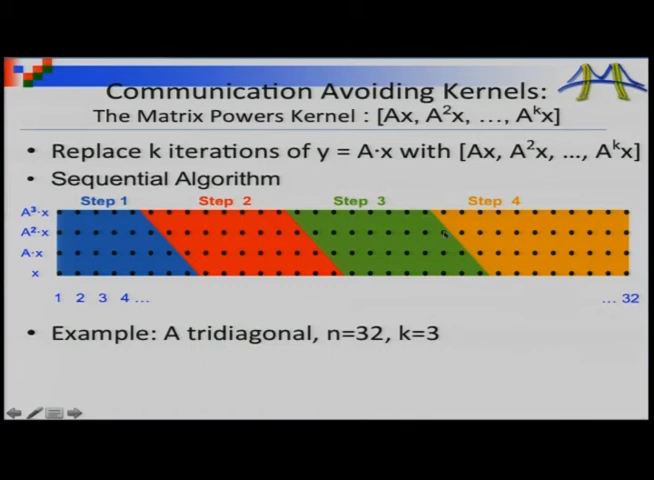 Communication Avoiding Kernels:
The Matrix Powers Kernel : [Ax, A²x, …, Aᵏx]
• Replace k iterations of y = A·x with [Ax, A²x, …, Aᵏx]
• Sequential Algorithm
Step 1 Step 2 Step 3 Step 4
A³·x
A²·x
A·x
x
1 2 3 4 … … 32
• Example: A tridiagonal, n=32, k=3